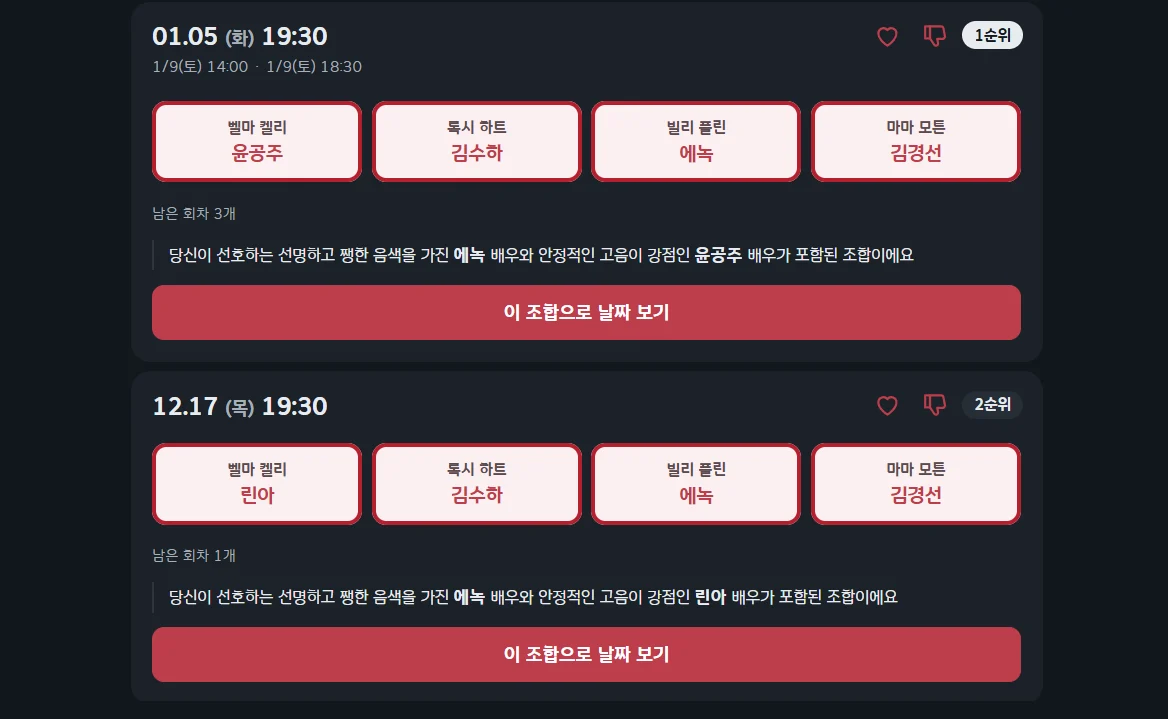 01.05 (화) 19:30
1순위
1/9(토) 14:00 · 1/9(토) 18:30
벨마 켈리
윤공주
록시 하트
김수하
빌리 플린
에녹
마마 모튼
김경선
남은 회차 3개
당신이 선호하는 선명하고 쨍한 음색을 가진 에녹 배우와 안정적인 고음이 강점인 윤공주 배우가 포함된 조합이에요
이 조합으로 날짜 보기
12.17 (목) 19:30
2순위
벨마 켈리
린아
록시 하트
김수하
빌리 플린
에녹
마마 모튼
김경선
남은 회차 1개
당신이 선호하는 선명하고 쨍한 음색을 가진 에녹 배우와 안정적인 고음이 강점인 린아 배우가 포함된 조합이에요
이 조합으로 날짜 보기